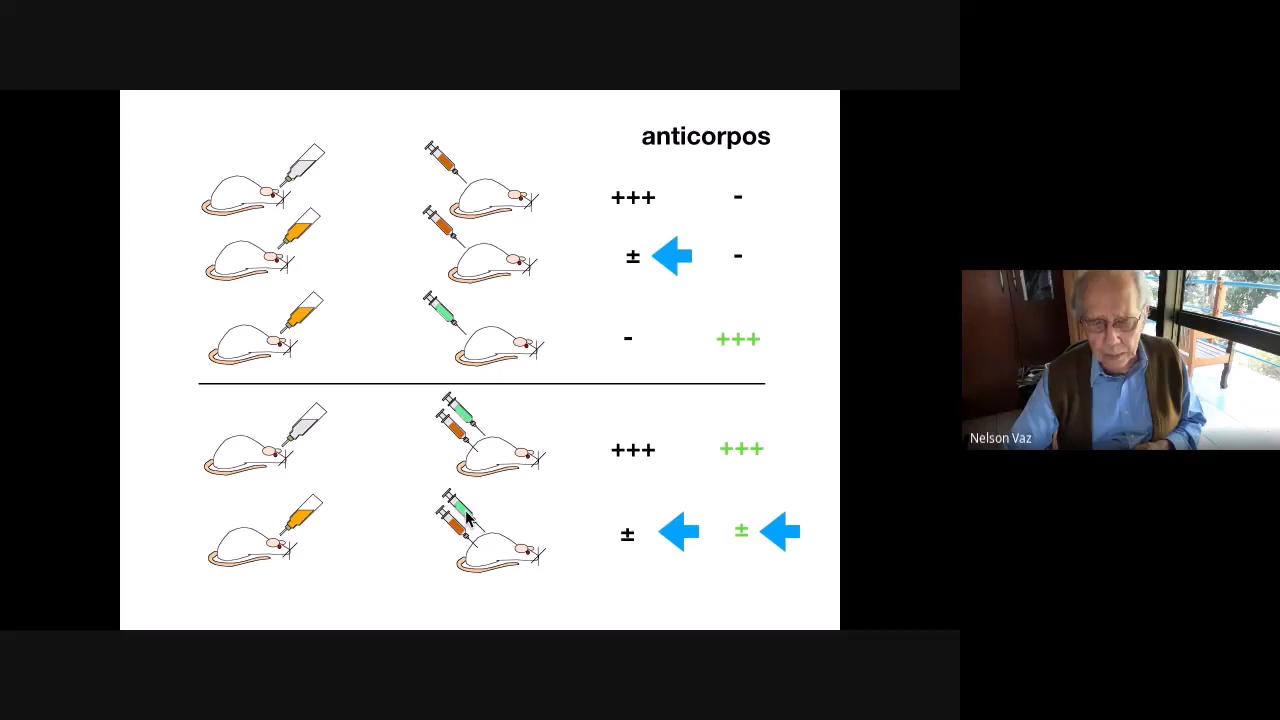 anticorpos
+++ -
± -
- +++
+++ +++
± ±
Nelson Vaz